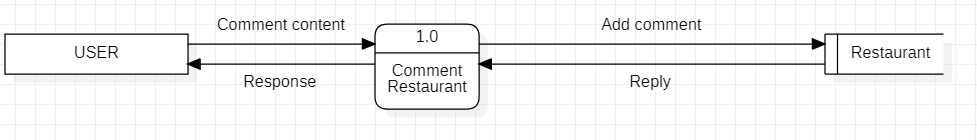 Comment content
Add comment
1.0
USER
Restaurant
Comment
Restaurant
Response
Reply